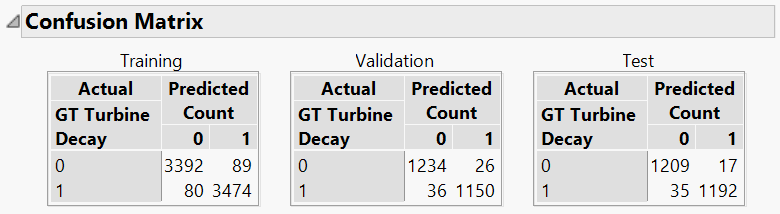 Confusion Matrix
Training Validation Test
Actual Predicted Actual Predicted Actual Predicted
GT Turbine Count GT Turbine Count GT Turbine Count
Decay 0 1 Decay 0 1 Decay 0 1
0 3392 89 0 1234 26 0 1209 17
1 80 3474 1 36 1150 1 35 1192